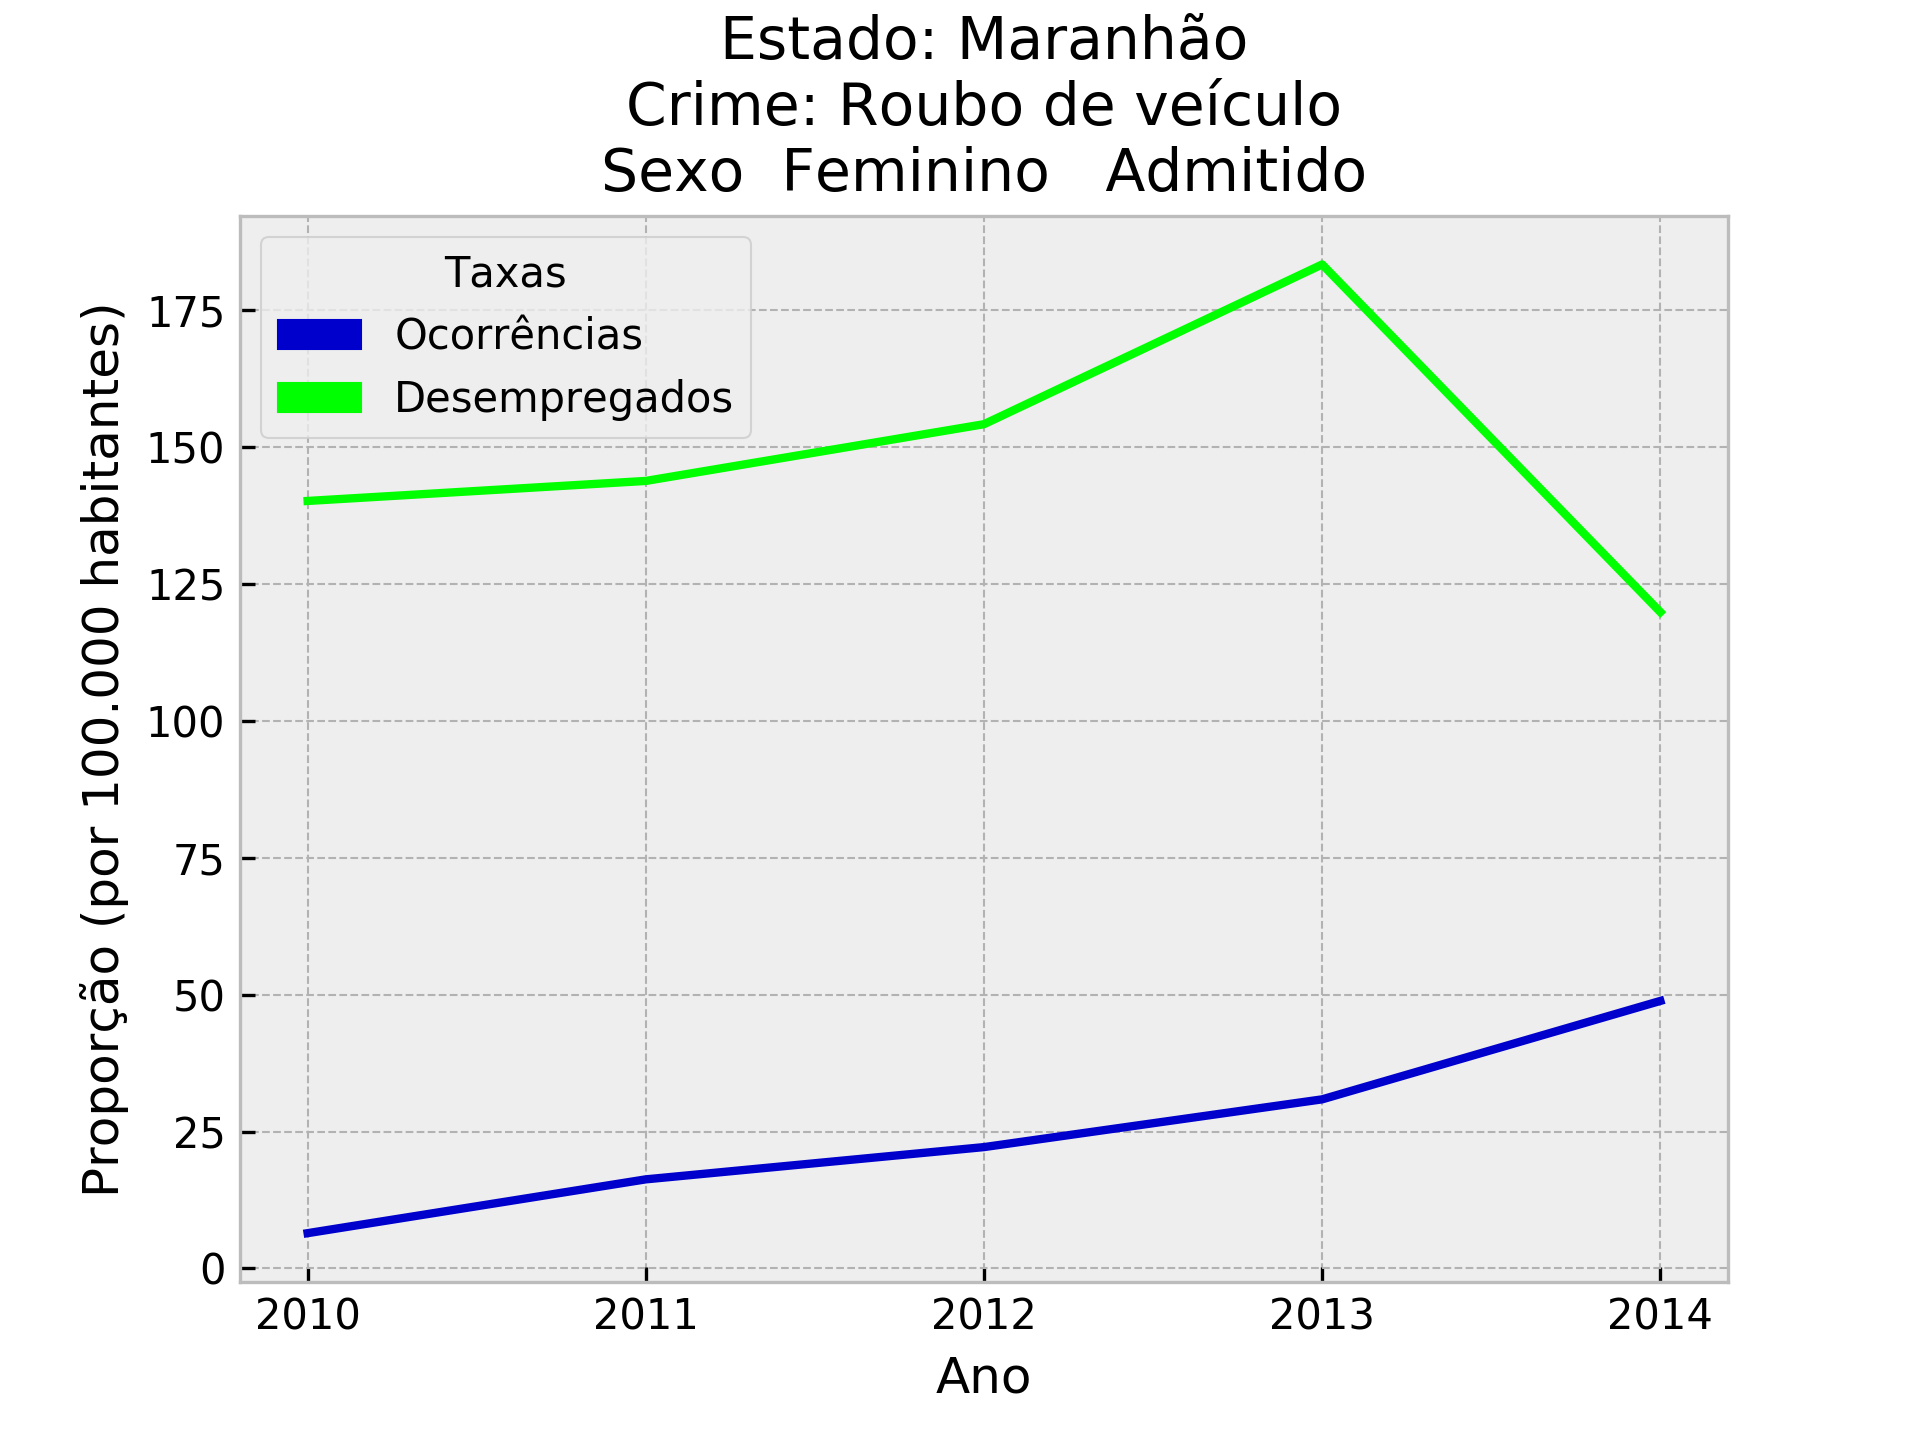 Estado: Maranhão
Crime: Roubo de veículo
Sexo  Feminino   Admitido
Taxas
Ocorrências
Desempregados
Proporção (por 100.000 habitantes)
175
150
125
100
75
50
25
0
2010 2011 2012 2013 2014
Ano